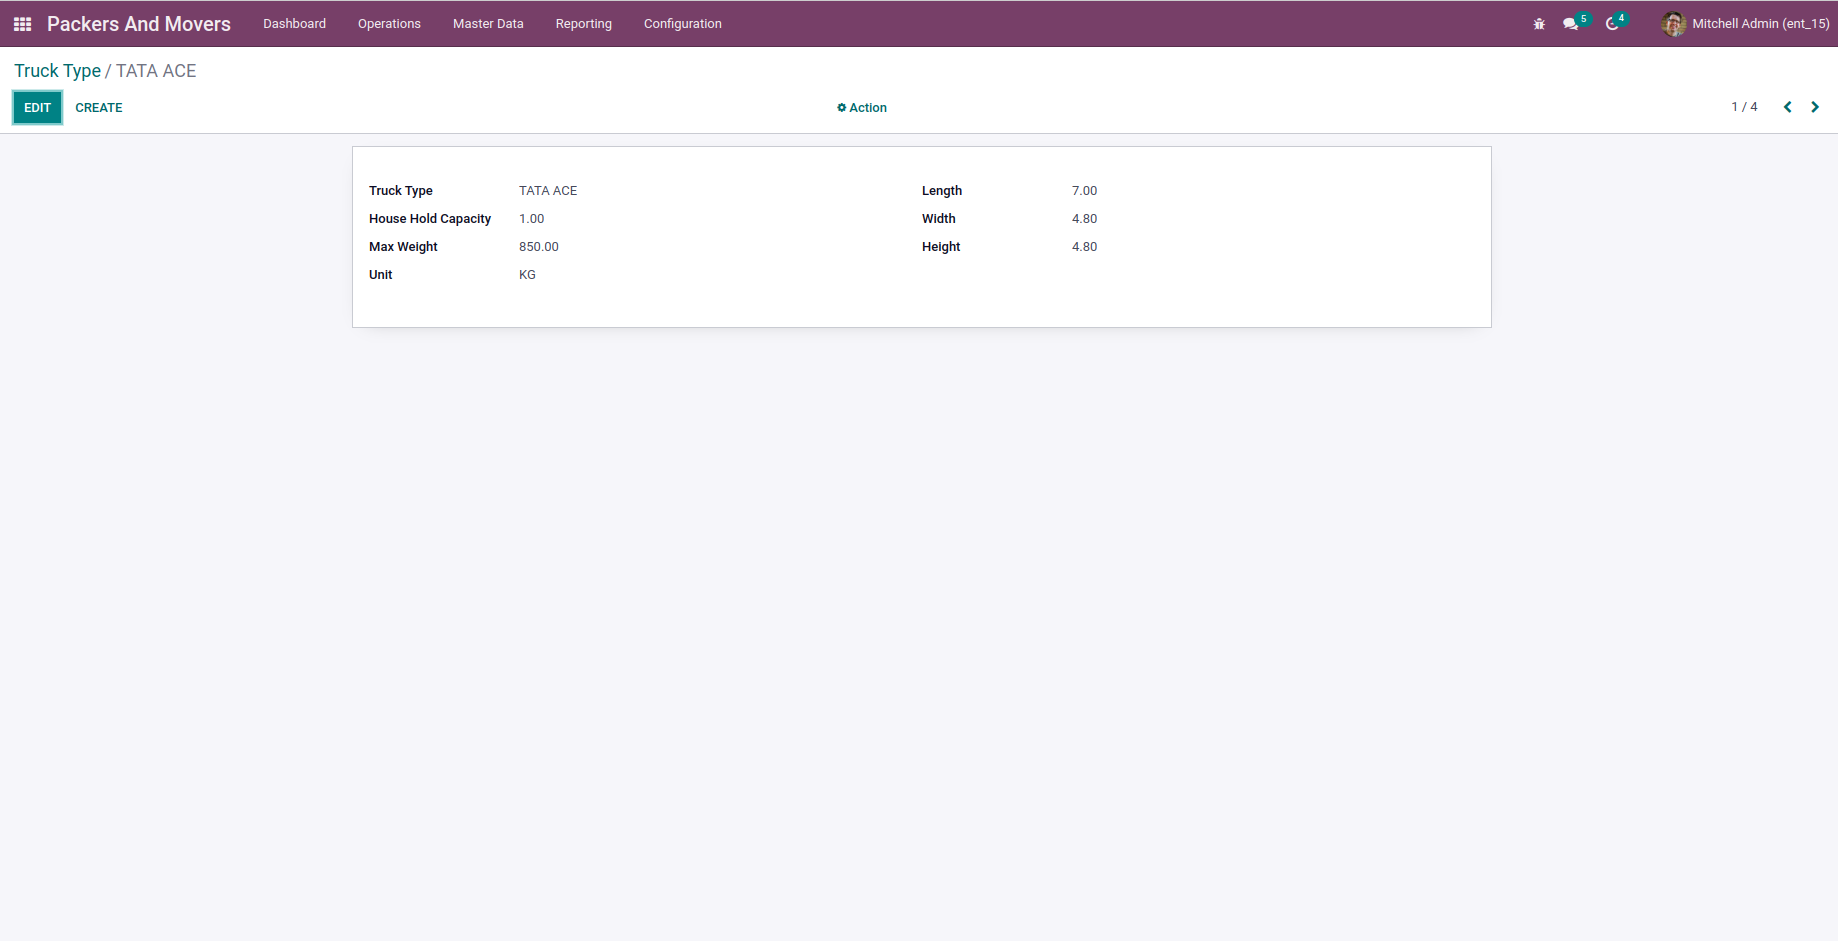 Packers And Movers Dashboard Operations Master Data Reporting Configuration 5 4 Mitchell Admin (ent_15)
Truck Type / TATA ACE
EDIT CREATE Action 1 / 4
Truck Type TATA ACE Length 7.00
House Hold Capacity 1.00 Width 4.80
Max Weight 850.00 Height 4.80
Unit KG